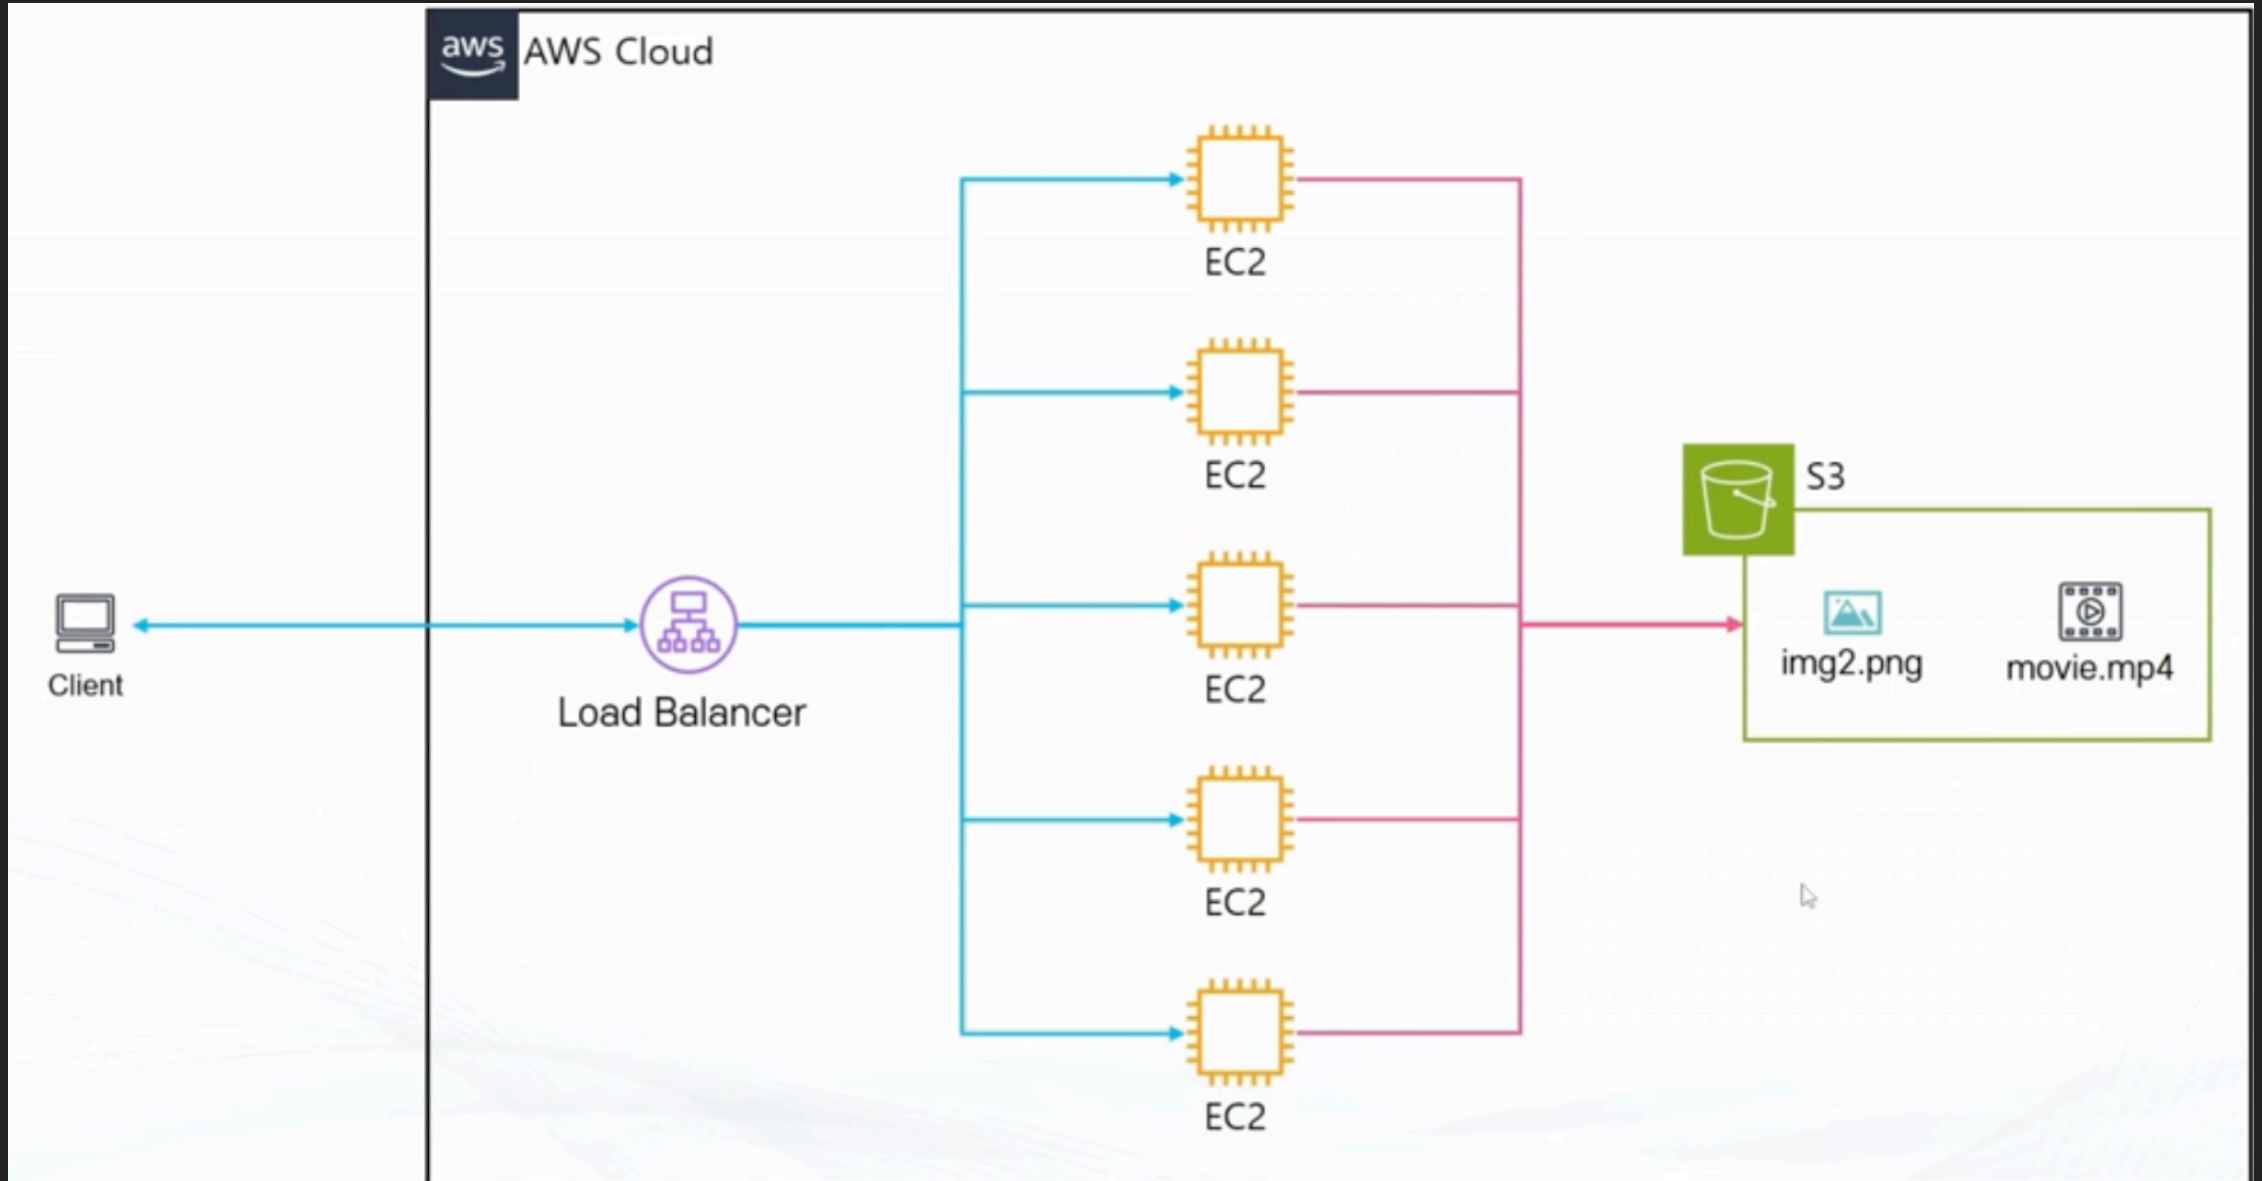 aws
AWS Cloud
EC2
EC2
S3
img2.png
movie.mp4
Client
Load Balancer
EC2
EC2
EC2